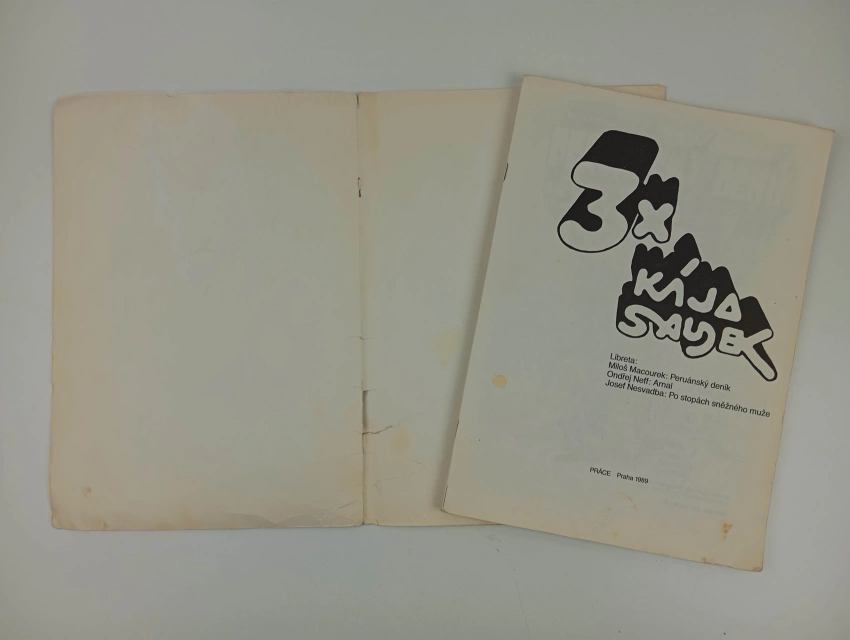 3x
KÁJA
SAUDEK
Libreta:
Miloš Macourek: Peruánský deník
Ondřej Neff: Arnal
Josef Nesvadba: Po stopách sněžného muže
PRÁCE Praha 1989